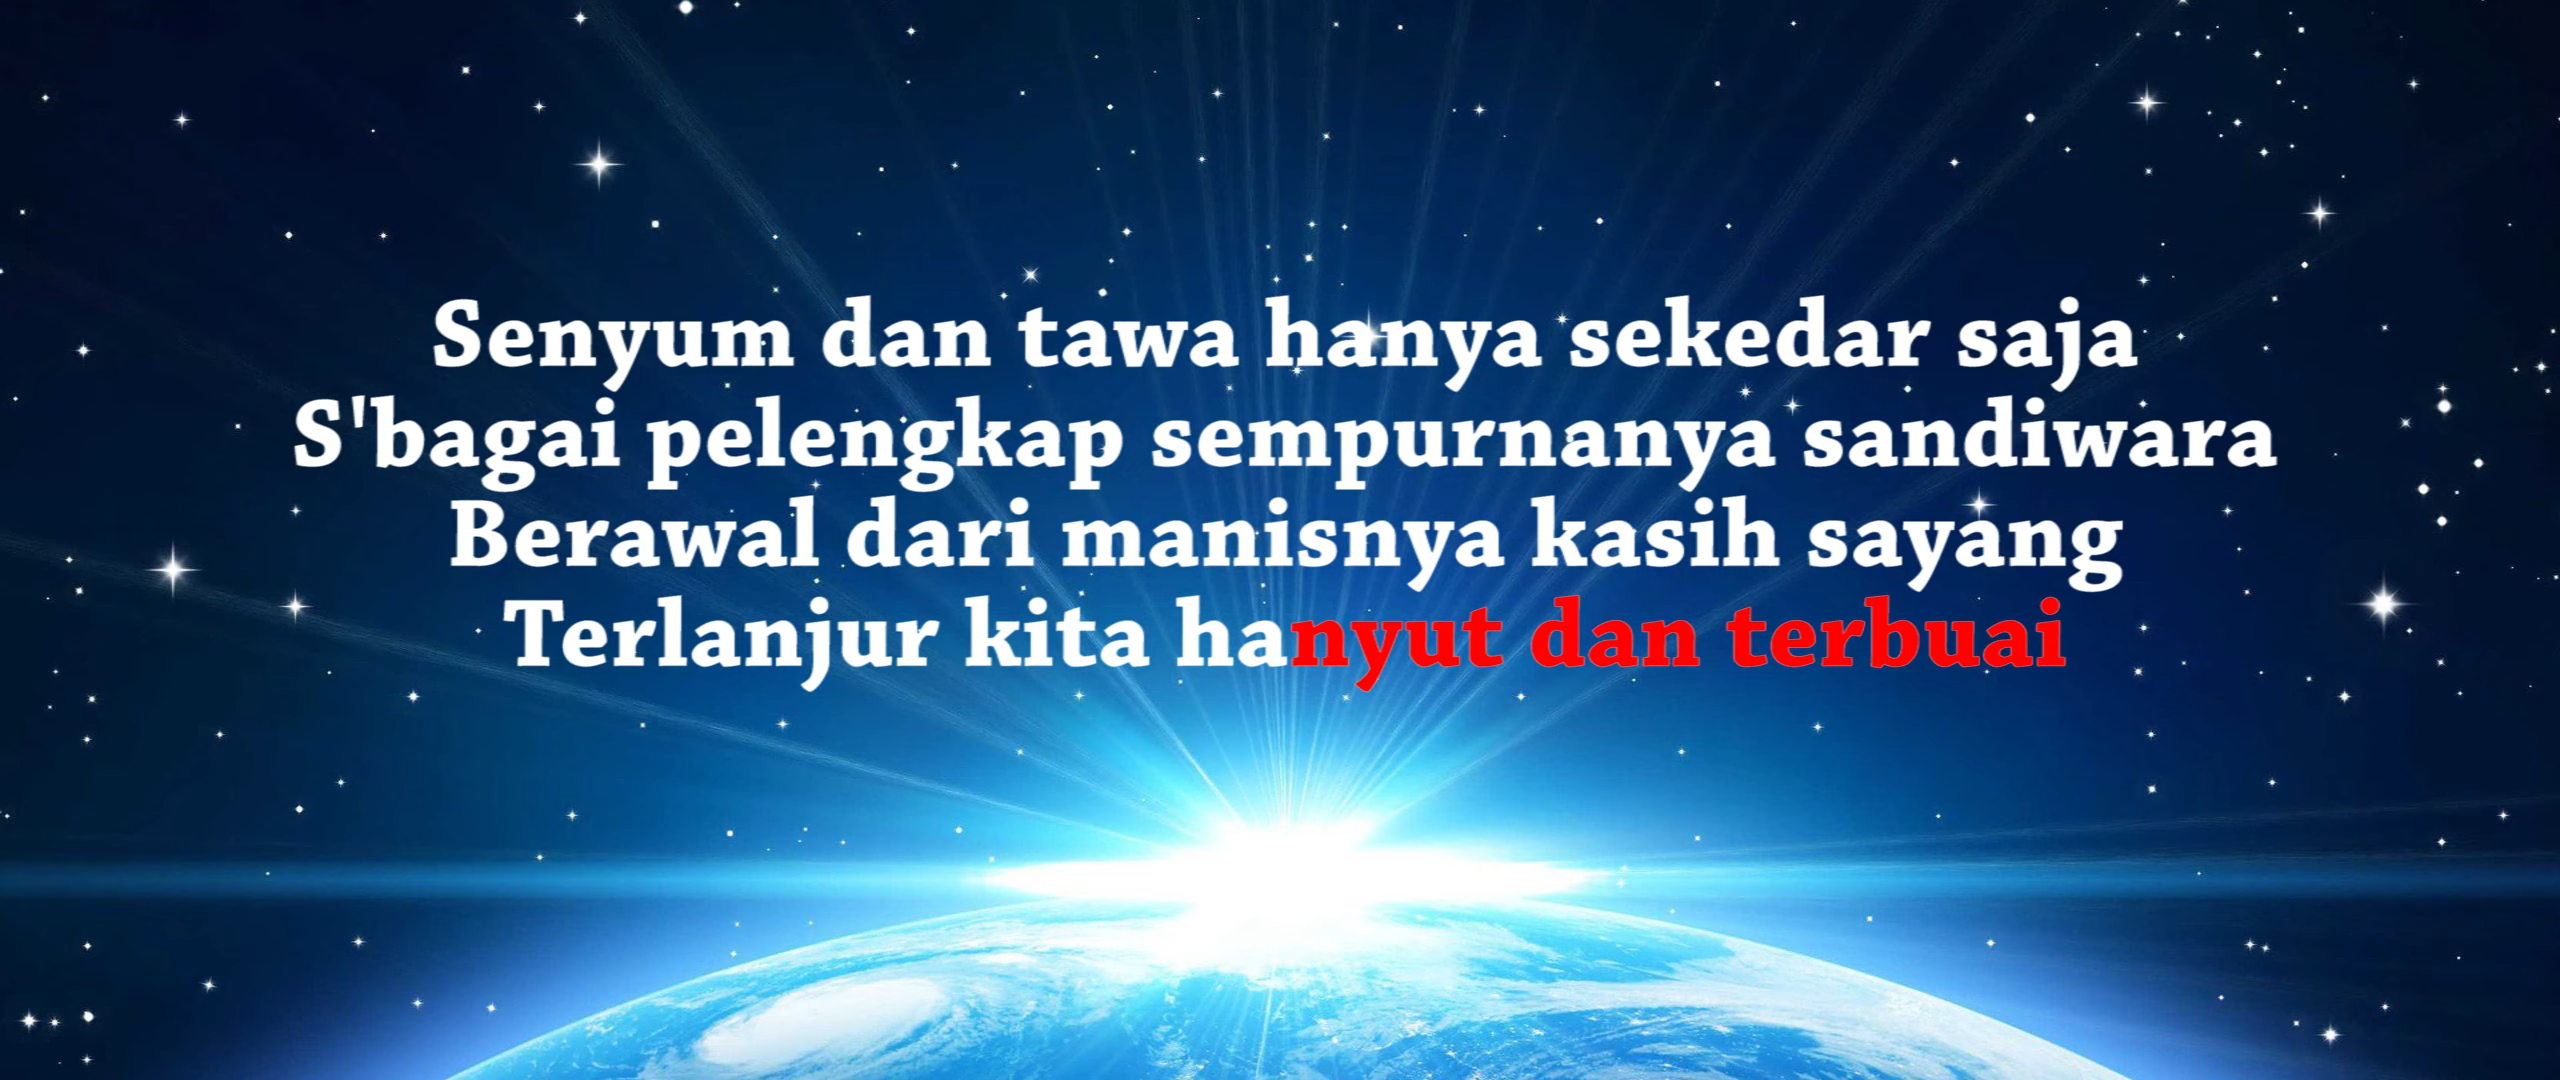 Senyum dan tawa hanya sekedar saja
S'bagai pelengkap sempurnanya sandiwara
Berawal dari manisnya kasih sayang
Terlanjur kita hanyut dan terbuai